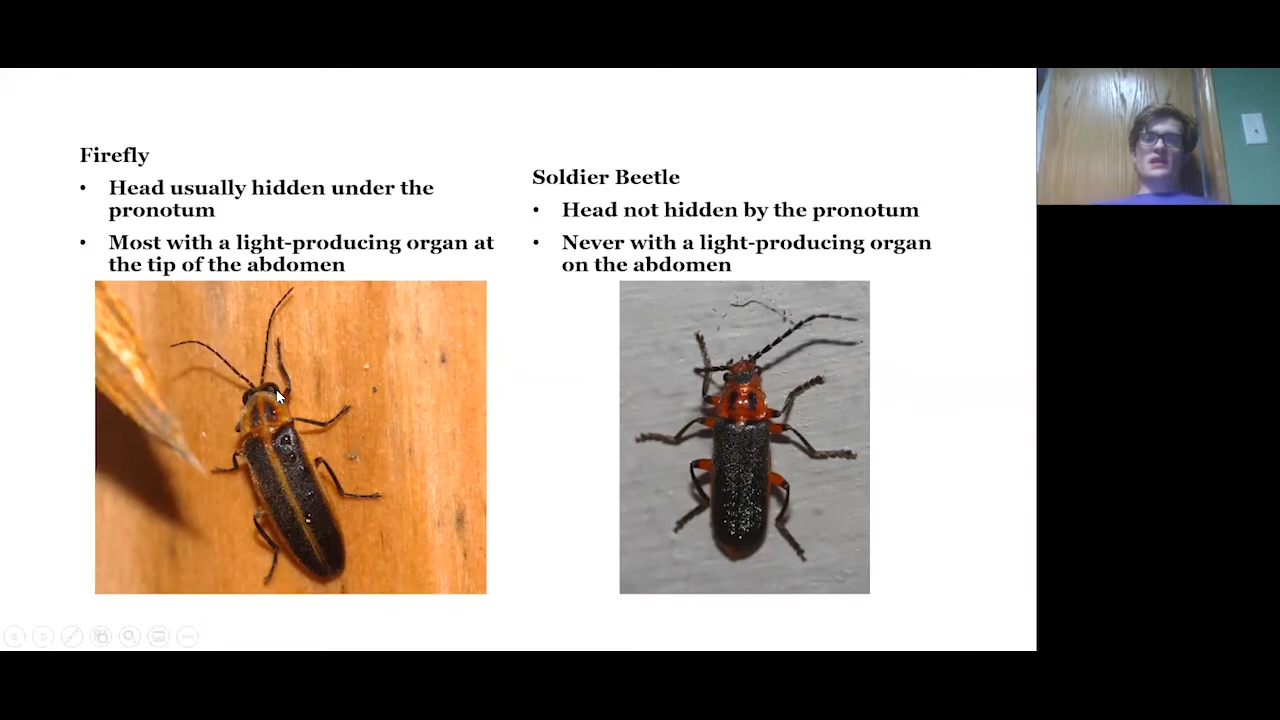 Firefly
• Head usually hidden under the
pronotum
• Most with a light-producing organ at
the tip of the abdomen
Soldier Beetle
• Head not hidden by the pronotum
• Never with a light-producing organ
on the abdomen